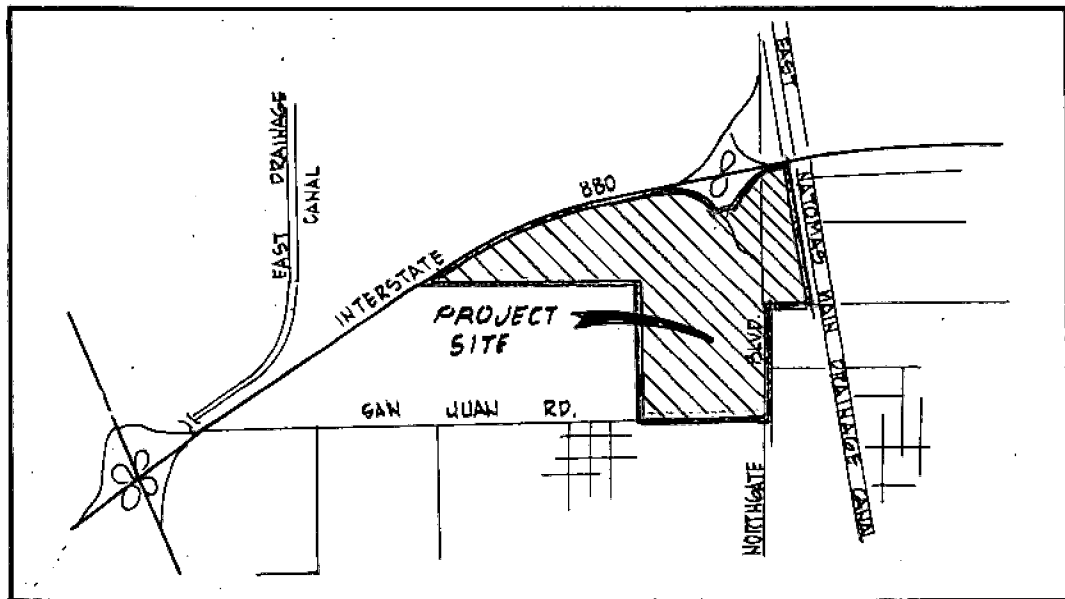 EAST DRAINAGE
CANAL
INTERSTATE
880
EAST
NATOMAS MAIN DRAINAGE CANAL
PROJECT
SITE
BLVD.
SAN JUAN RD.
NORTHGATE